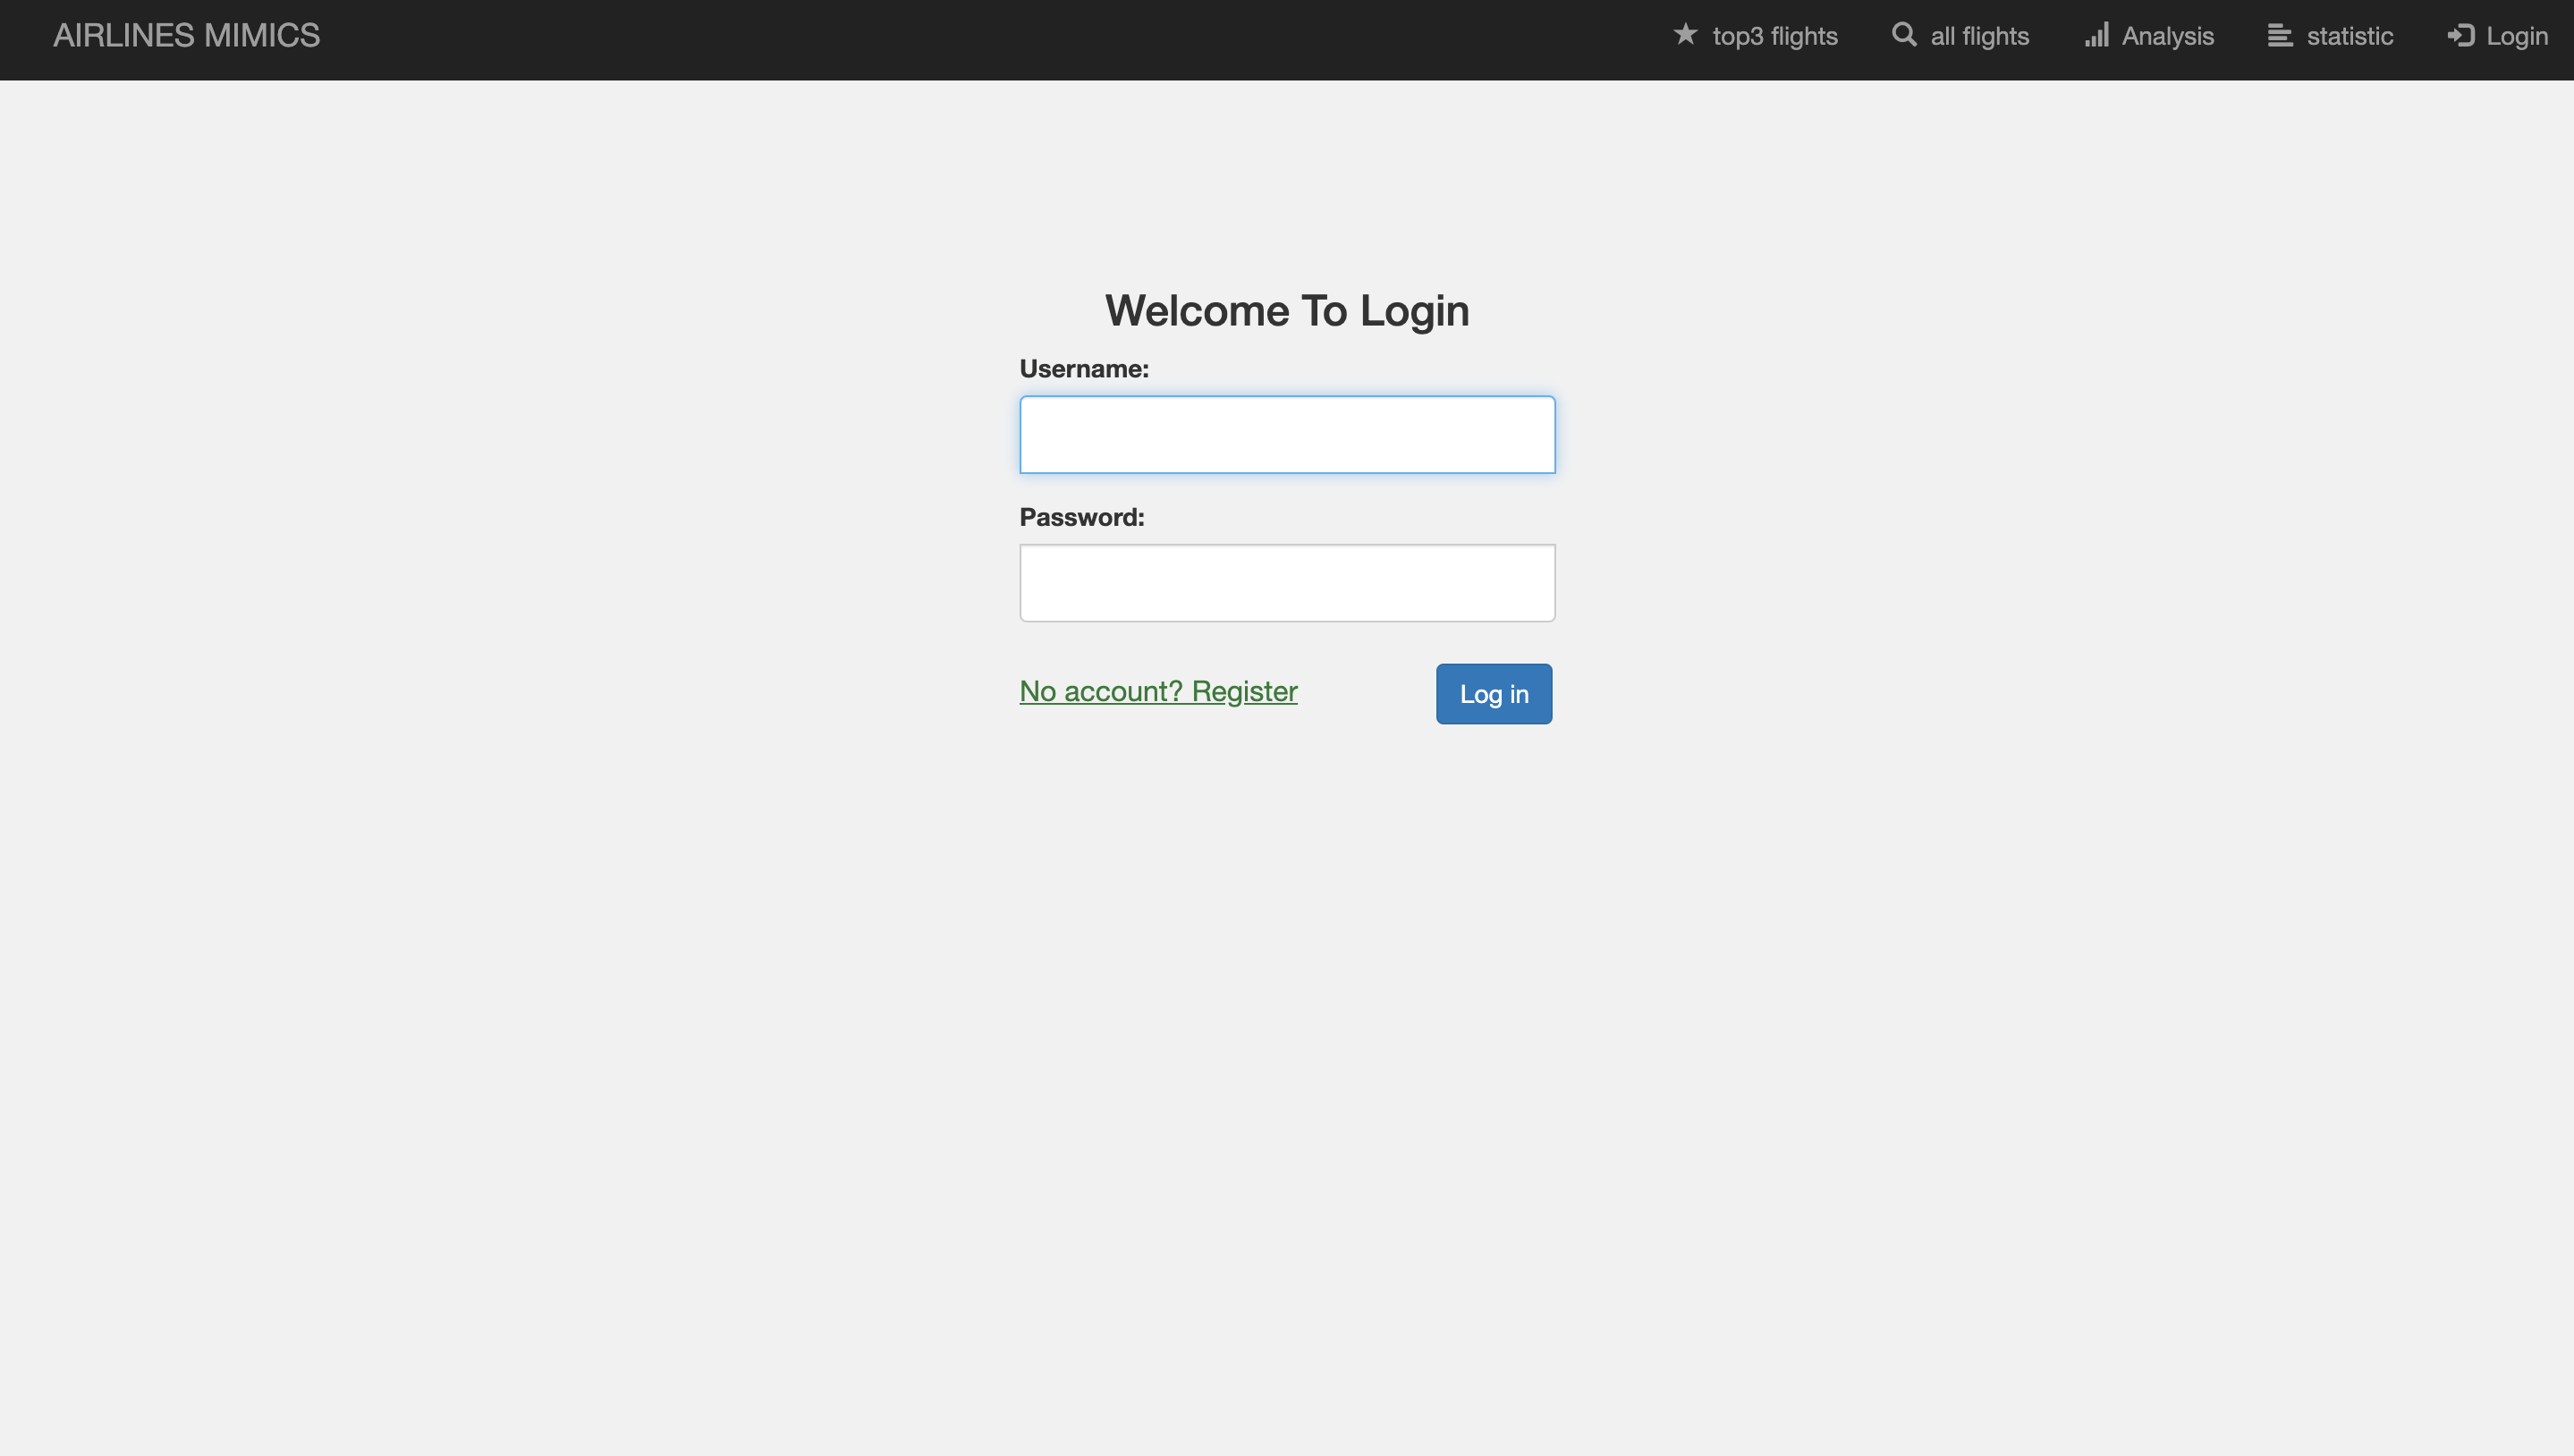 AIRLINES MIMICS
top3 flights
all flights
Analysis
statistic
Login
Welcome To Login
Username:
Password:
No account? Register
Log in